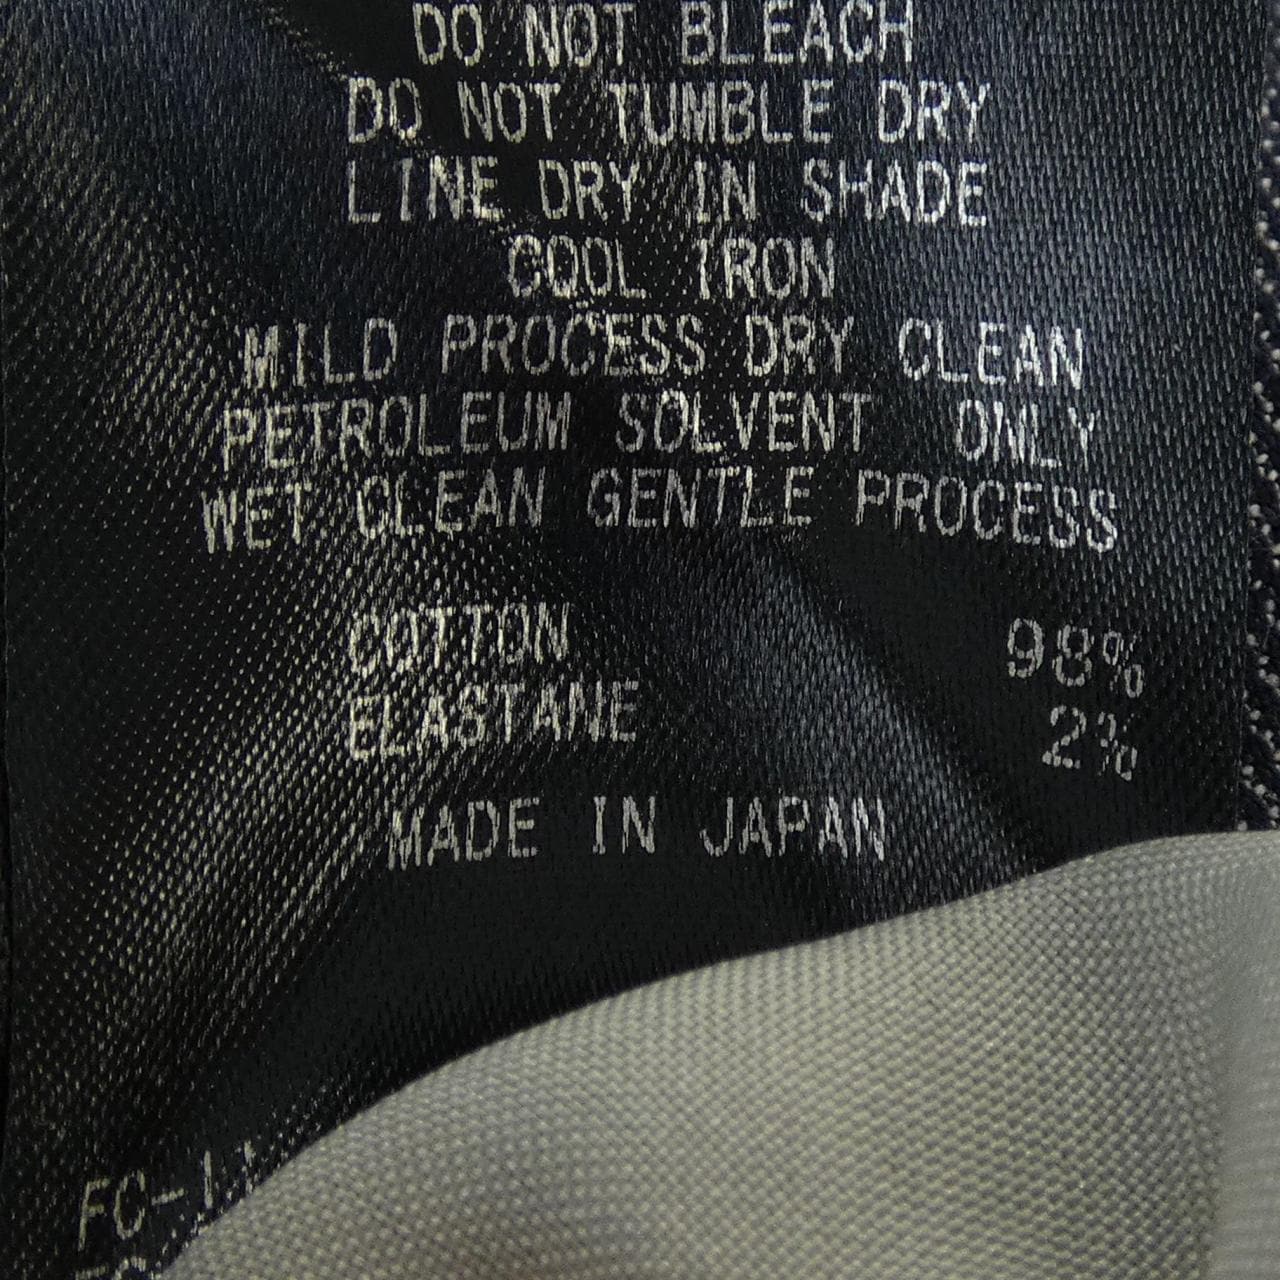 DO NOT BLEACH
DO NOT TUMBLE DRY
LINE DRY IN SHADE
COOL IRON
MILD PROCESS DRY CLEAN
PETROLEUM SOLVENT ONLY
WET CLEAN GENTLE PROCESS
COTTON 98%
ELASTANE 2%
MADE IN JAPAN